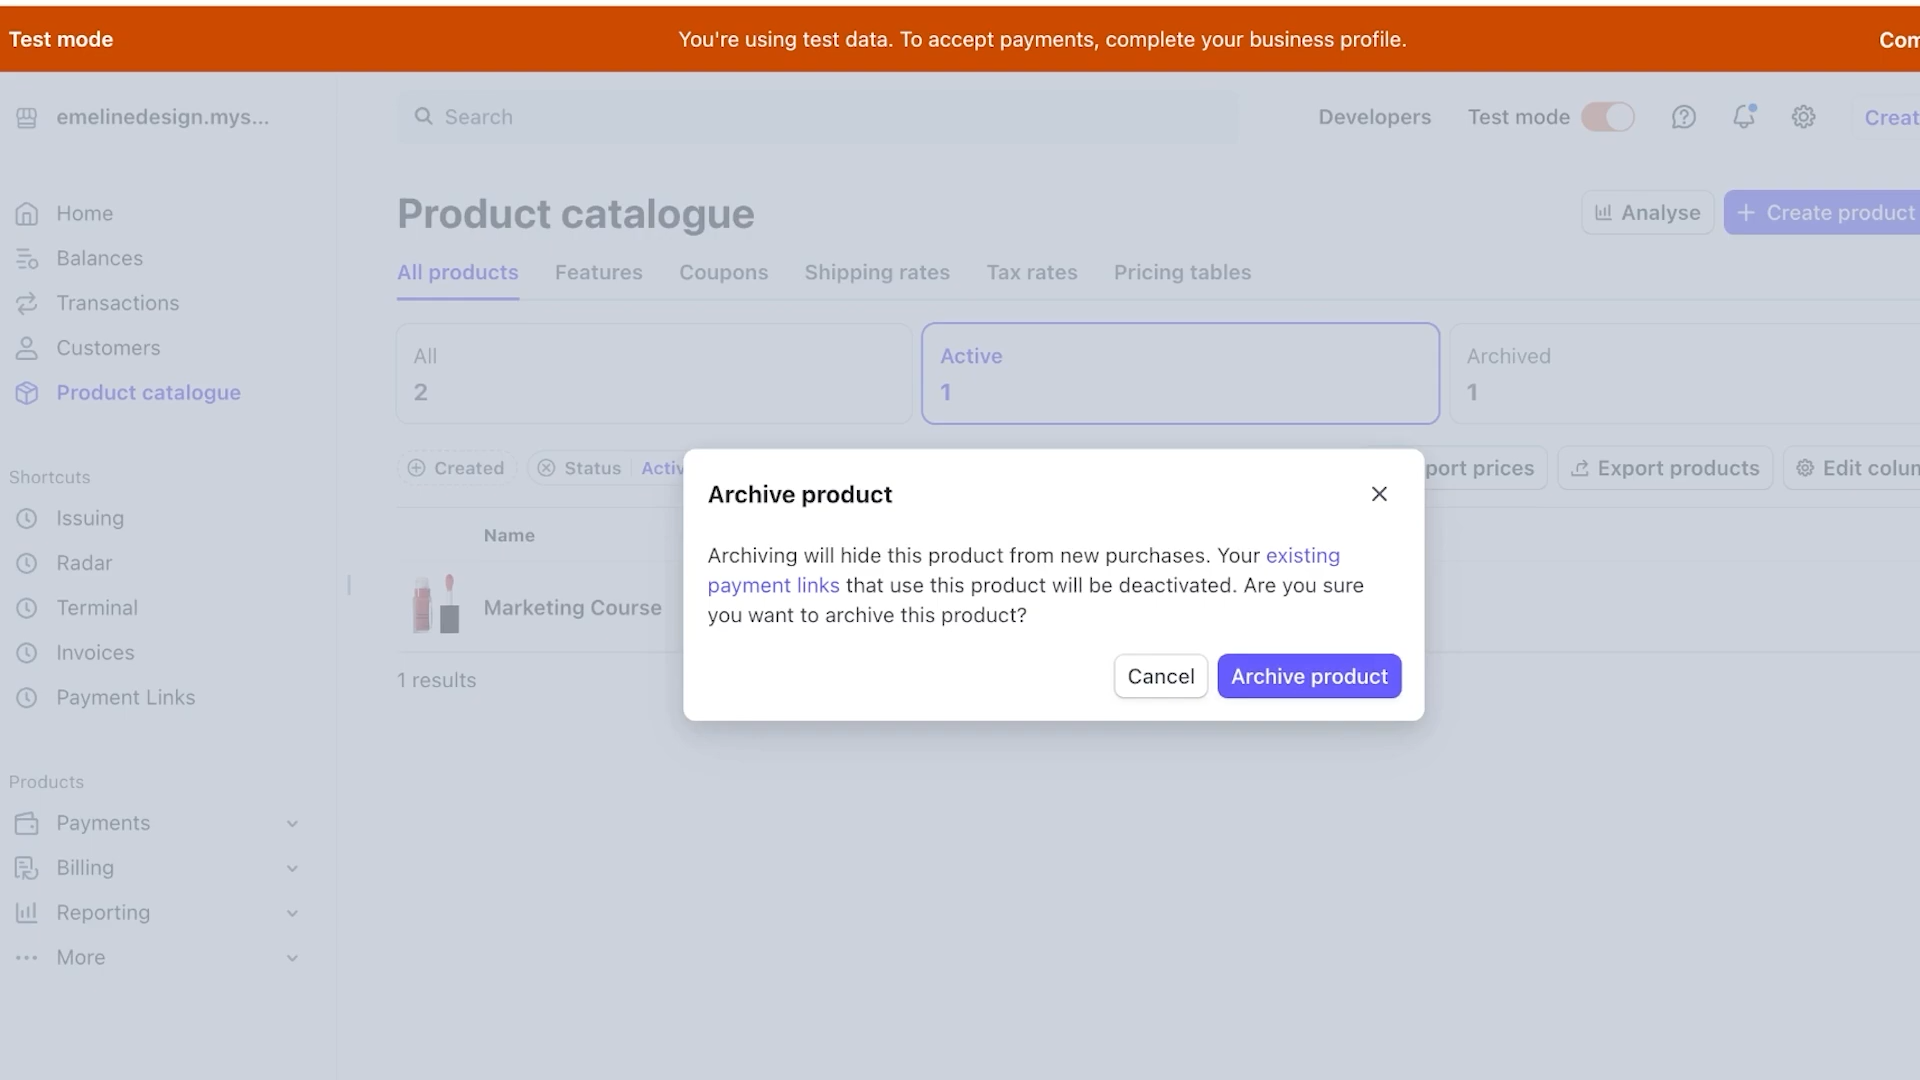 Test mode
You're using test data. To accept payments, complete your business profile.
emelinedesign.mys...
Search
Developers
Test mode
Home
Balances
Transactions
Customers
Product catalogue
Shortcuts
Issuing
Radar
Terminal
Invoices
Payment Links
Products
Payments
Billing
Reporting
More
Product catalogue
Analyse
Create product
All products
Features
Coupons
Shipping rates
Tax rates
Pricing tables
All
2
Active
1
Archived
1
Created
Status
port prices
Export products
Edit
Name
Marketing Course
1 results
Archive product
Archiving will hide this product from new purchases. Your existing
payment links that use this product will be deactivated. Are you sure
you want to archive this product?
Cancel
Archive product